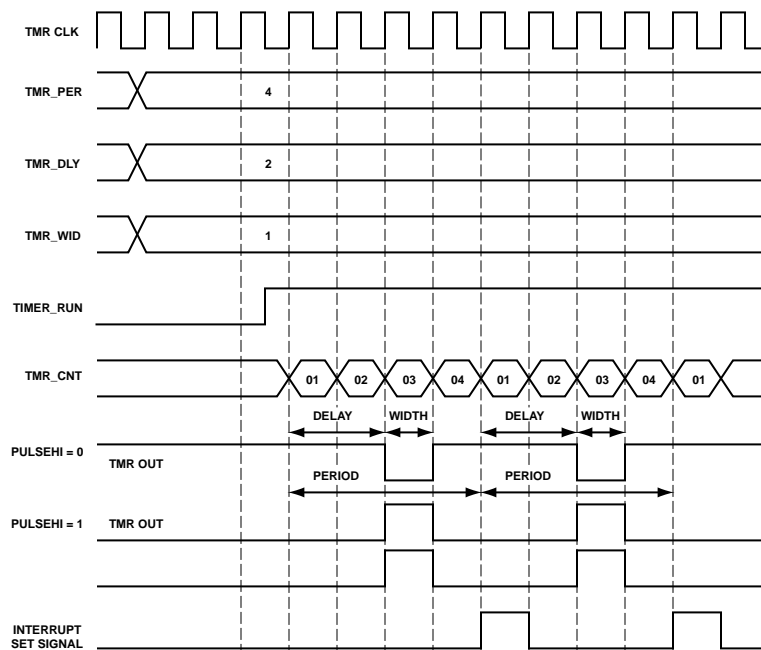 TMR CLK
TMR_PER
4
TMR_DLY
2
TMR_WID
1
TIMER_RUN
TMR_CNT
01 02 03 04 01 02 03 04 01
DELAY WIDTH DELAY WIDTH
PULSEHI = 0
TMR OUT
PERIOD PERIOD
PULSEHI = 1 TMR OUT
INTERRUPT
SET SIGNAL